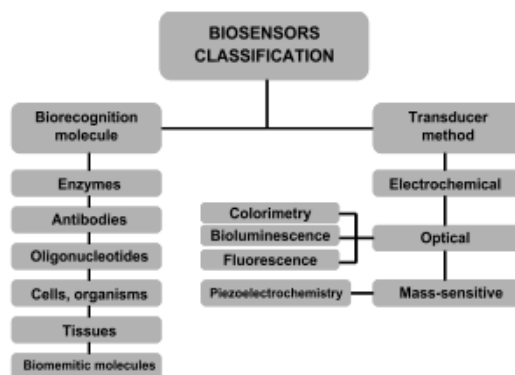 BIOSENSORS
CLASSIFICATION
Biorecognition
molecule
Enzymes
Antibodies
Oligonucleotides
Cells, organisms
Tissues
Biomemitic molecules
Transducer
method
Electrochemical
Optical
Mass-sensitive
Colorimetry
Bioluminescence
Fluorescence
Piezoelectrochemistry